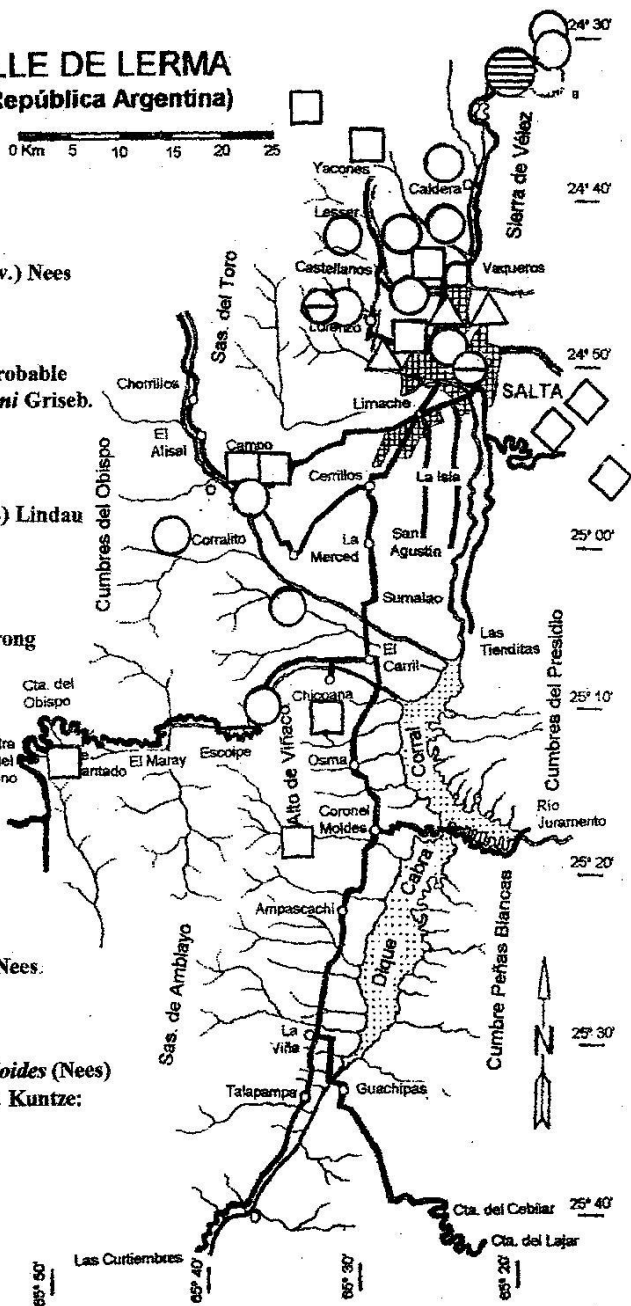 LLE DE LERMA
República Argentina)
0 Km 5 10 15 20 25
24° 30'
B
Yacones
Caldera
Sierra de Vélez
24° 40'
Lesser
v.) Nees
Castellanos
Vaqueros
Sas. del Toro
Lorenzo
24° 50'
robable
ni Griseb.
Chorrillos
SALTA
Limache
El
Alisal
Campo
Cerrillos
La Isla
) Lindau
Cumbres del Obispo
Corralito
La
Merced
San
Agustín
25° 00'
Sumalao
rong
Las
Tienditas
El
Carril
Cumbres del Presidio
25° 10'
Cta. del
Obispo
Chicoana
tra
del
no
antado
El Maray
Escoipe
Alto de Viñaco
Osma
Corral
Coronel
Moldes
Río
Juramento
25° 20'
Cabra
Ampascachi
Dique
Cumbre Peñas Blancas
Nees.
Sas. de Amblayo
La
Viña
N
25° 30'
oides (Nees)
. Kuntze:
Talapampa
Guachipas
25° 40'
Cta. del Cebilar
Cta. del Lajar
Las Curtiembres
65° 50'
65° 40'
65° 30'
65° 20'